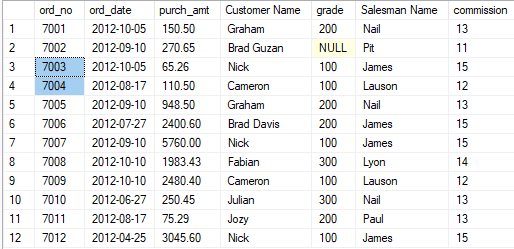 ord_no ord_date purch_amt Customer Name grade Salesman Name commission
1 7001 2012-10-05 150.50 Graham 200 Nail 13
2 7002 2012-09-10 270.65 Brad Guzan NULL Pit 11
3 7003 2012-10-05 65.26 Nick 100 James 15
4 7004 2012-08-17 110.50 Cameron 100 Lauson 12
5 7005 2012-09-10 948.50 Graham 200 Nail 13
6 7006 2012-07-27 2400.60 Brad Davis 200 James 15
7 7007 2012-09-10 5760.00 Nick 100 James 15
8 7008 2012-10-10 1983.43 Fabian 300 Lyon 14
9 7009 2012-10-10 2480.40 Cameron 100 Lauson 12
10 7010 2012-06-27 250.45 Julian 300 Nail 13
11 7011 2012-08-17 75.29 Jozy 200 Paul 13
12 7012 2012-04-25 3045.60 Nick 100 James 15